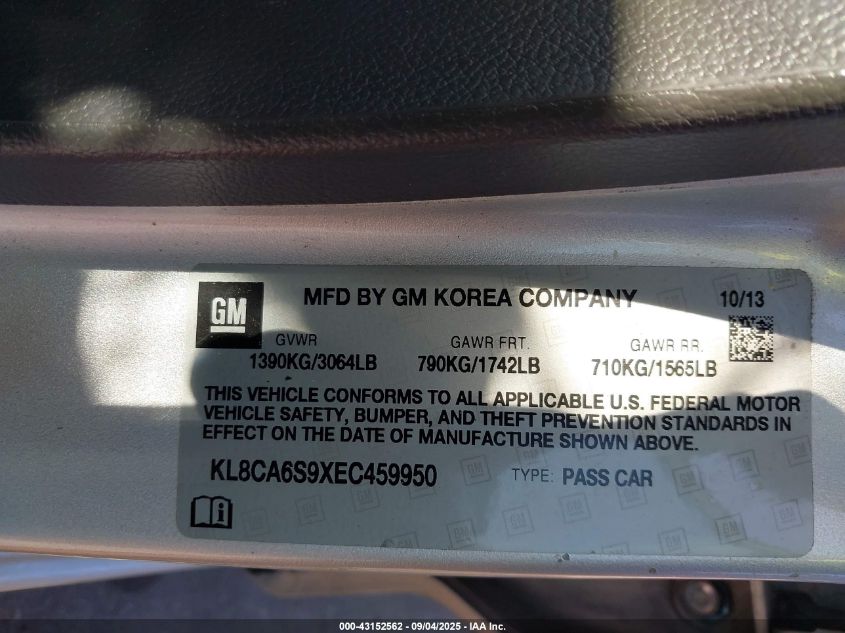 GM
MFD BY GM KOREA COMPANY 10/13
GVWR GAWR FRT. GAWR RR.
1390KG/3064LB 790KG/1742LB 710KG/1565LB
THIS VEHICLE CONFORMS TO ALL APPLICABLE U.S. FEDERAL MOTOR
VEHICLE SAFETY, BUMPER, AND THEFT PREVENTION STANDARDS IN
EFFECT ON THE DATE OF MANUFACTURE SHOWN ABOVE.
KL8CA6S9XEC459950 TYPE: PASS CAR
000-43152562 - 09/04/2025 - IAA Inc.